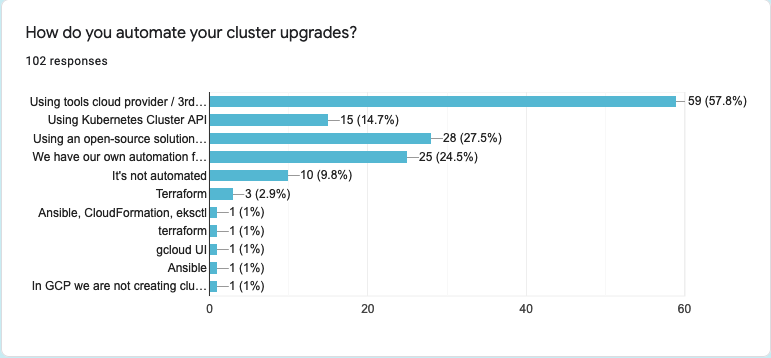 How do you automate your cluster upgrades?
102 responses
Using tools cloud provider / 3rd... 59 (57.8%)
Using Kubernetes Cluster API 15 (14.7%)
Using an open-source solution... 28 (27.5%)
We have our own automation f... 25 (24.5%)
It's not automated 10 (9.8%)
Terraform 3 (2.9%)
Ansible, CloudFormation, eksctl 1 (1%)
terraform 1 (1%)
gcloud UI 1 (1%)
Ansible 1 (1%)
In GCP we are not creating clu... 1 (1%)
0 20 40 60